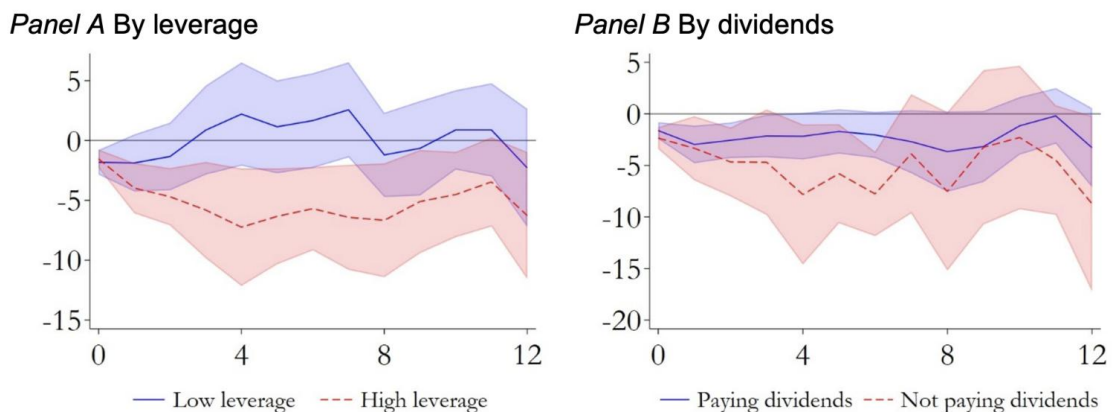 Panel A By leverage
5
0
-5
-10
-15
0 4 8 12
Low leverage High leverage
Panel B By dividends
5
0
-5
-10
-15
-20
0 4 8 12
Paying dividends Not paying dividends